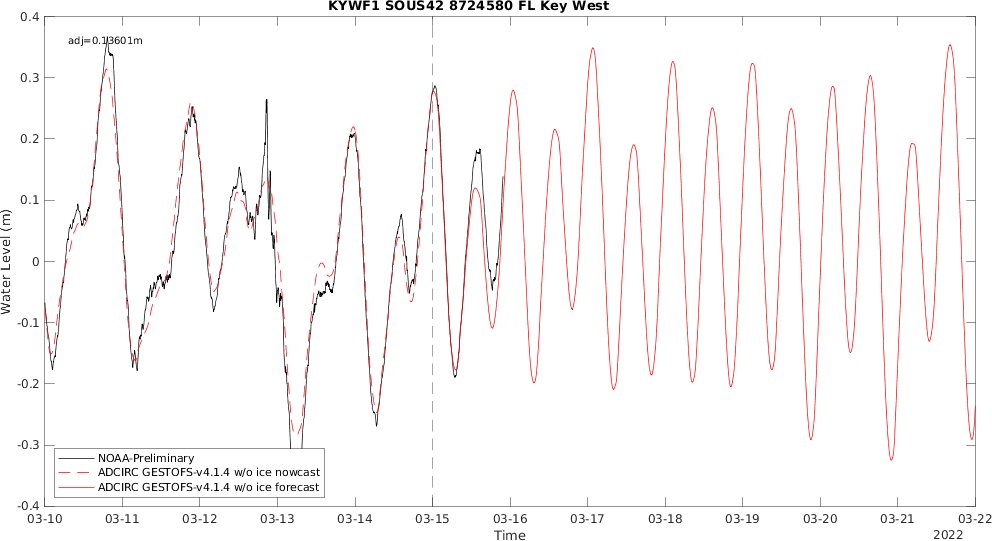 KYWF1 SOUS42 8724580 FL Key West
adj=0.13601m
0.4
0.3
0.2
0.1
0
-0.1
-0.2
-0.3
-0.4
Water Level (m)
NOAA-Preliminary
ADCIRC GESTOFS-v4.1.4 w/o ice nowcast
ADCIRC GESTOFS-v4.1.4 w/o ice forecast
03-10 03-11 03-12 03-13 03-14 03-15 03-16 03-17 03-18 03-19 03-20 03-21 03-22
Time
2022